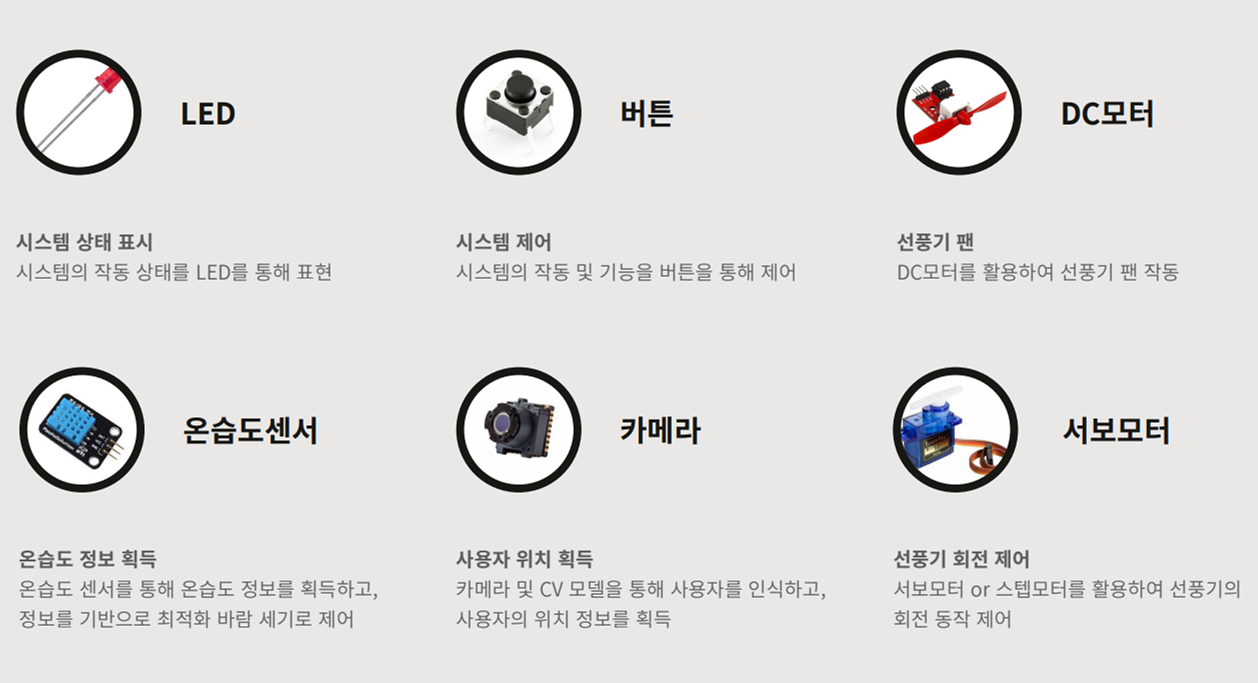 LED
버튼
DC모터
시스템 상태 표시
시스템의 작동 상태를 LED를 통해 표현
시스템 제어
시스템의 작동 및 기능을 버튼을 통해 제어
선풍기 팬
DC모터를 활용하여 선풍기 팬 작동
온습도센서
카메라
서보모터
온습도 정보 획득
온습도 센서를 통해 온습도 정보를 획득하고,
정보를 기반으로 최적화 바람 세기로 제어
사용자 위치 획득
카메라 및 CV 모델을 통해 사용자를 인식하고,
사용자의 위치 정보를 획득
선풍기 회전 제어
서보모터 or 스텝모터를 활용하여 선풍기의
회전 동작 제어